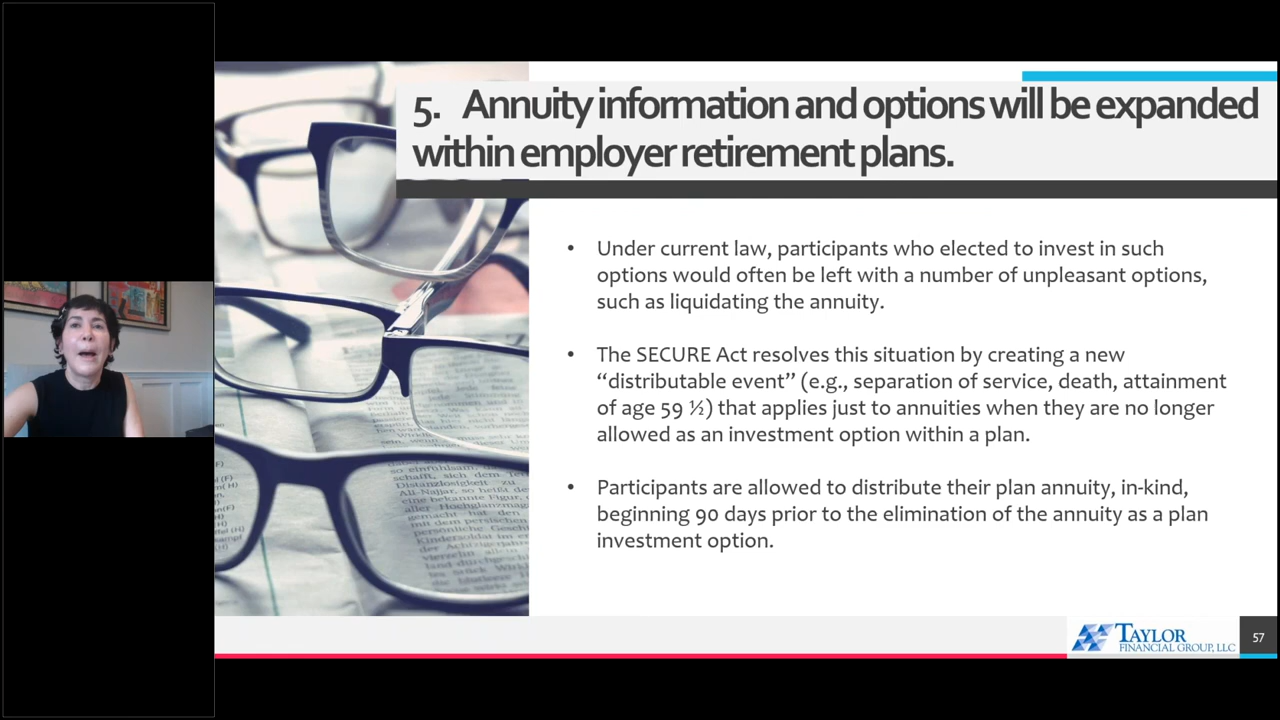 5. Annuity information and options will be expanded
within employer retirement plans.
• Under current law, participants who elected to invest in such
options would often be left with a number of unpleasant options,
such as liquidating the annuity.
• The SECURE Act resolves this situation by creating a new
“distributable event” (e.g., separation of service, death, attainment
of age 59 ½) that applies just to annuities when they are no longer
allowed as an investment option within a plan.
• Participants are allowed to distribute their plan annuity, in-kind,
beginning 90 days prior to the elimination of the annuity as a plan
investment option.
TAYLOR
FINANCIAL GROUP, LLC
57